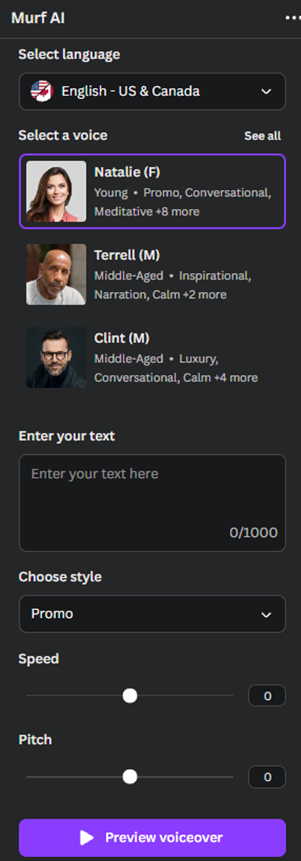 Murf AI
Select language
English - US & Canada
Select a voice
See all
Natalie (F)
Young • Promo, Conversational,
Meditative +8 more
Terrell (M)
Middle-Aged • Inspirational,
Narration, Calm +2 more
Clint (M)
Middle-Aged • Luxury,
Conversational, Calm +4 more
Enter your text
Enter your text here
0/1000
Choose style
Promo
Speed
0
Pitch
0
Preview voiceover